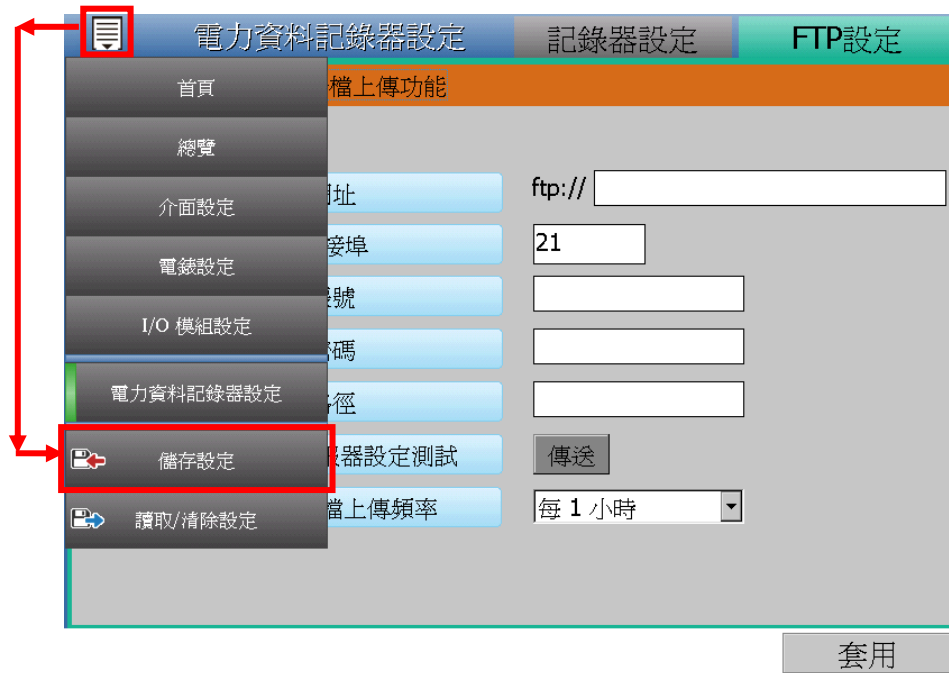 電力資料記錄器設定 記錄器設定 FTP設定
首頁
檔上傳功能
總覽
址 ftp://
介面設定
接埠 21
電錶設定
號
I/O 模組設定
碼
電力資料記錄器設定
徑
儲存設定
器設定測試 傳送
讀取/清除設定
檔上傳頻率 每 1 小時
套用